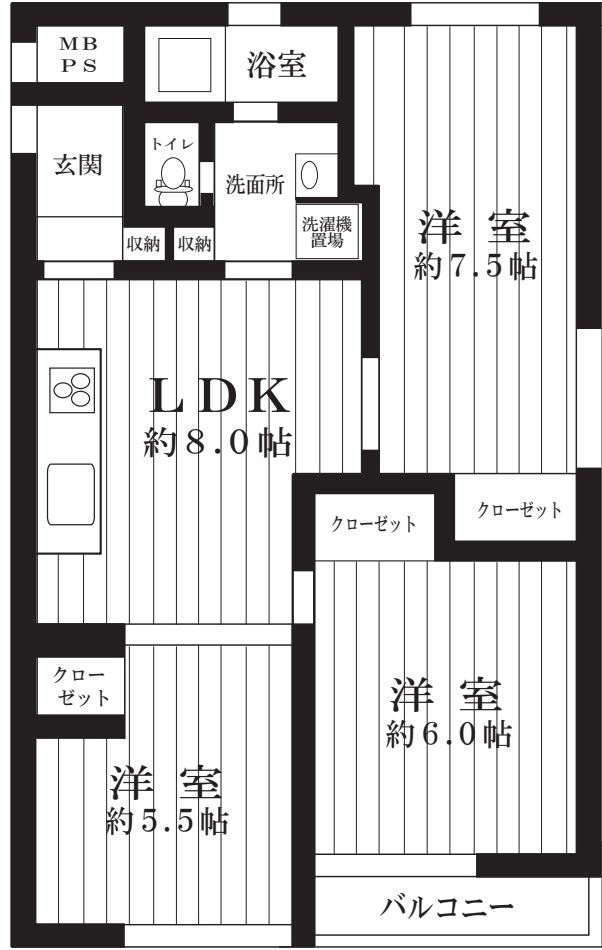 MB
PS
浴室
玄関
トイレ
洗面所
収納
収納
洗濯機
置場
洋室
約7.5帖
LDK
約8.0帖
クローゼット
クローゼット
クロー
ゼット
洋室
約6.0帖
洋室
約5.5帖
バルコニー